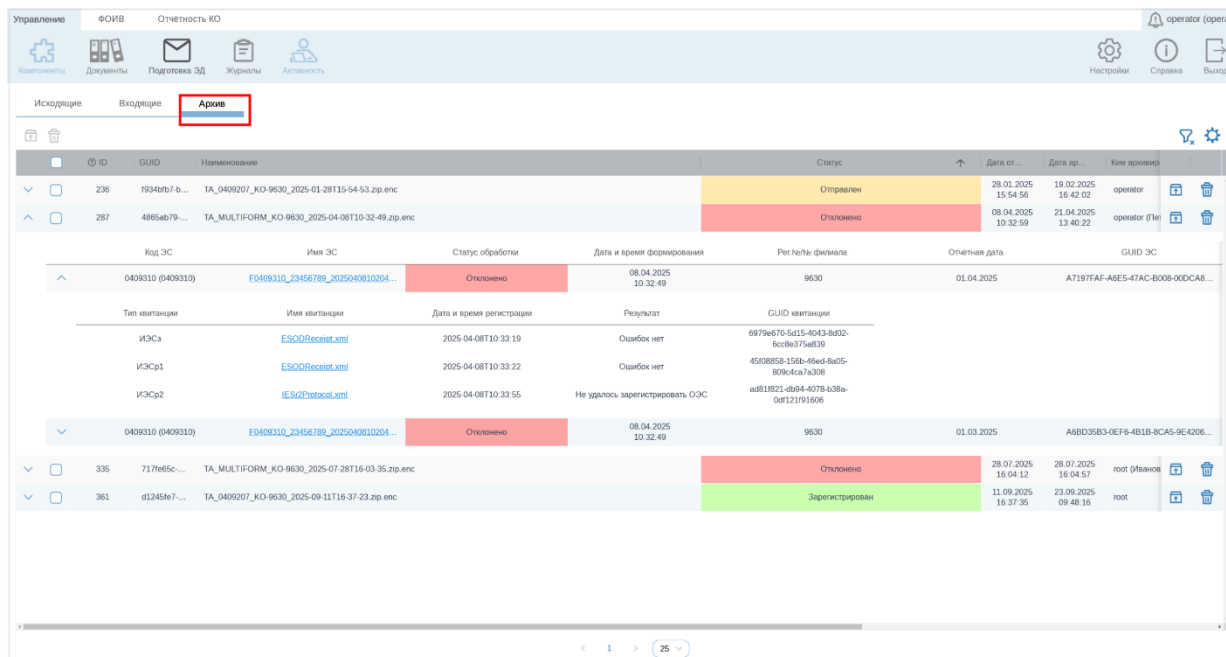 Управление ФОИВ Отчётность КО operator (opera
Компоненты Документы Подготовка ЭД Журналы Активность Настройки Справка Выход
Исходящие Входящие Архив
ID GUID Наименование Статус Дата от... Дата ар... Кем архивир
236 f934bfb7-b... TA_0409207_KO-9630_2025-01-28T15-54-53.zip.enc Отправлен 28.01.2025 19.02.2025 operator
15:54:56 16:42:02
287 4865ab79-... TA_MULTIFORM_KO-9630_2025-04-08T10-32-49.zip.enc Отклонено 08.04.2025 21.04.2025 operator (Пет
10:32:59 13:40:22
Код ЭС Имя ЭС Статус обработки Дата и время формирования Рег.№/№ филиала Отчётная дата GUID ЭС
0409310 (0409310) F0409310_23456789_2025040810204... Отклонено 08.04.2025 9630 01.04.2025 A7197FAF-A6E5-47AC-B008-00DCA8...
10:32:49
Тип квитанции Имя квитанции Дата и время регистрации Результат GUID квитанции
ИЭСз ESODReceipt.xml 2025-04-08T10:33:19 Ошибок нет 6979e670-5d15-4043-8d02-
6cc8e375a839
ИЭСр1 ESODReceipt.xml 2025-04-08T10:33:22 Ошибок нет 45f08858-156b-46ed-8a05-
809c4ca7a308
ИЭСр2 IESr2Protocol.xml 2025-04-08T10:33:55 Не удалось зарегистрировать ОЭС ad81f821-db94-4078-b38a-
0df121f91606
0409310 (0409310) F0409310_23456789_2025040810204... Отклонено 08.04.2025 9630 01.03.2025 A6BD35B3-0EF6-4B1B-8CA5-9E4206...
10:32:49
335 717fe65c-... TA_MULTIFORM_KO-9630_2025-07-28T16-03-35.zip.enc Отклонено 28.07.2025 28.07.2025 root (Иванов
16:04:12 16:04:57
361 d1245fe7-... TA_0409207_KO-9630_2025-09-11T16-37-23.zip.enc Зарегистрирован 11.09.2025 23.09.2025 root
16:37:35 09:48:16
1 25